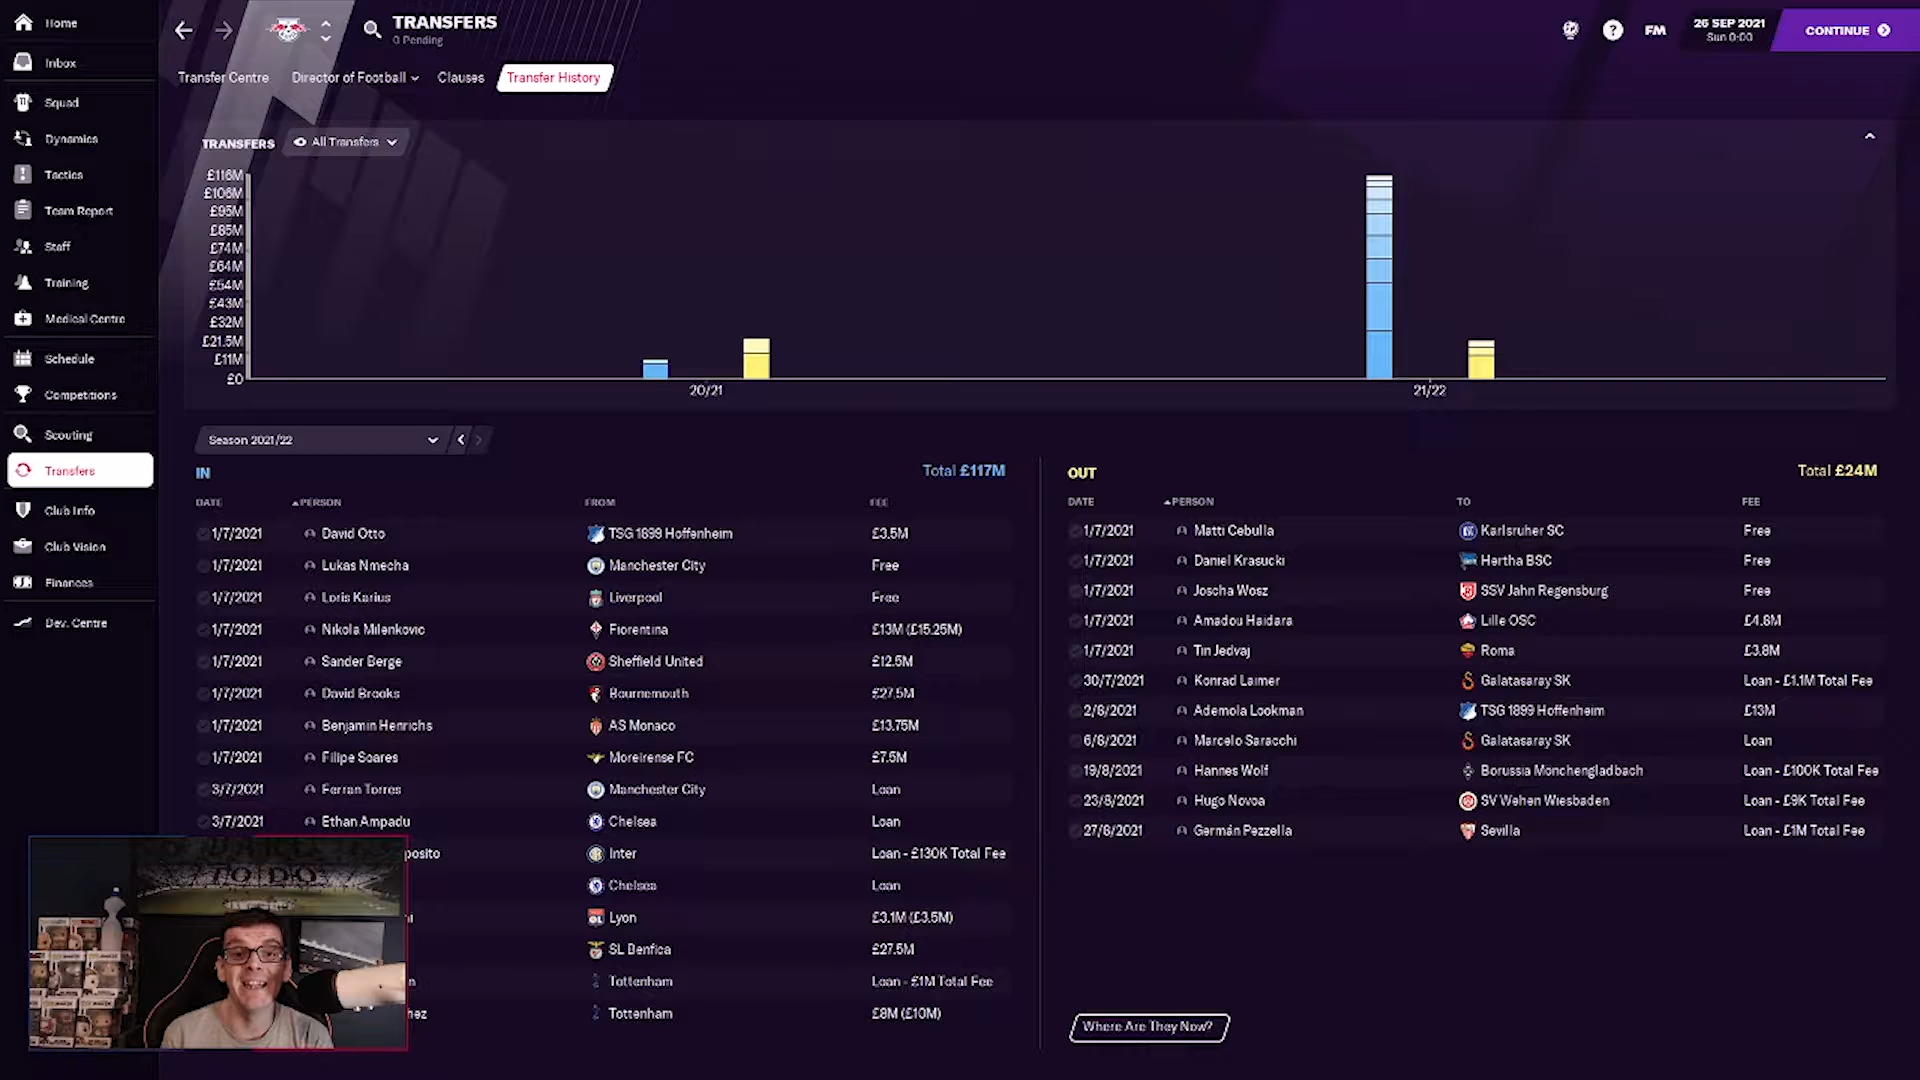 Home
Inbox
Squad
Dynamics
Tactics
Team Report
Staff
Training
Medical Centre
Schedule
Competitions
Scouting
Transfers
Club Info
Club Vision
Finances
Dev. Centre
TRANSFERS
0 Pending
FM
26 SEP 2021
Sun 0:00
CONTINUE
Transfer Centre
Director of Football
Clauses
Transfer History
TRANSFERS
All Transfers
£116M
£106M
£95M
£85M
£74M
£64M
£54M
£43M
£32M
£21.5M
£11M
£0
20/21
21/22
Season 2021/22
IN Total £117M
DATE PERSON FROM FEE
1/7/2021 David Otto TSG 1899 Hoffenheim £3.5M
1/7/2021 Lukas Nmecha Manchester City Free
1/7/2021 Loris Karius Liverpool Free
1/7/2021 Nikola Milenkovic Fiorentina £13M (£15.25M)
1/7/2021 Sander Berge Sheffield United £12.5M
1/7/2021 David Brooks Bournemouth £27.5M
1/7/2021 Benjamin Henrichs AS Monaco £13.75M
1/7/2021 Filipe Soares Moreirense FC £7.5M
3/7/2021 Ferran Torres Manchester City Loan
3/7/2021 Ethan Ampadu Chelsea Loan
posito Inter Loan - £130K Total Fee
Chelsea Loan
Lyon £3.1M (£3.5M)
SL Benfica £27.5M
n Tottenham Loan - £1M Total Fee
hez Tottenham £8M (£10M)
TO DO
OUT Total £24M
DATE PERSON TO FEE
1/7/2021 Matti Cebulla Karlsruher SC Free
1/7/2021 Daniel Krasucki Hertha BSC Free
1/7/2021 Joscha Wosz SSV Jahn Regensburg Free
1/7/2021 Amadou Haidara Lille OSC £4.8M
1/7/2021 Tin Jedvaj Roma £3.8M
30/7/2021 Konrad Laimer Galatasaray SK Loan - £1.1M Total Fee
2/8/2021 Ademola Lookman TSG 1899 Hoffenheim £13M
6/8/2021 Marcelo Saracchi Galatasaray SK Loan
19/8/2021 Hannes Wolf Borussia Mönchengladbach Loan - £100K Total Fee
23/8/2021 Hugo Novoa SV Wehen Wiesbaden Loan - £9K Total Fee
27/8/2021 Germán Pezzella Sevilla Loan - £1M Total Fee
Where Are They Now?